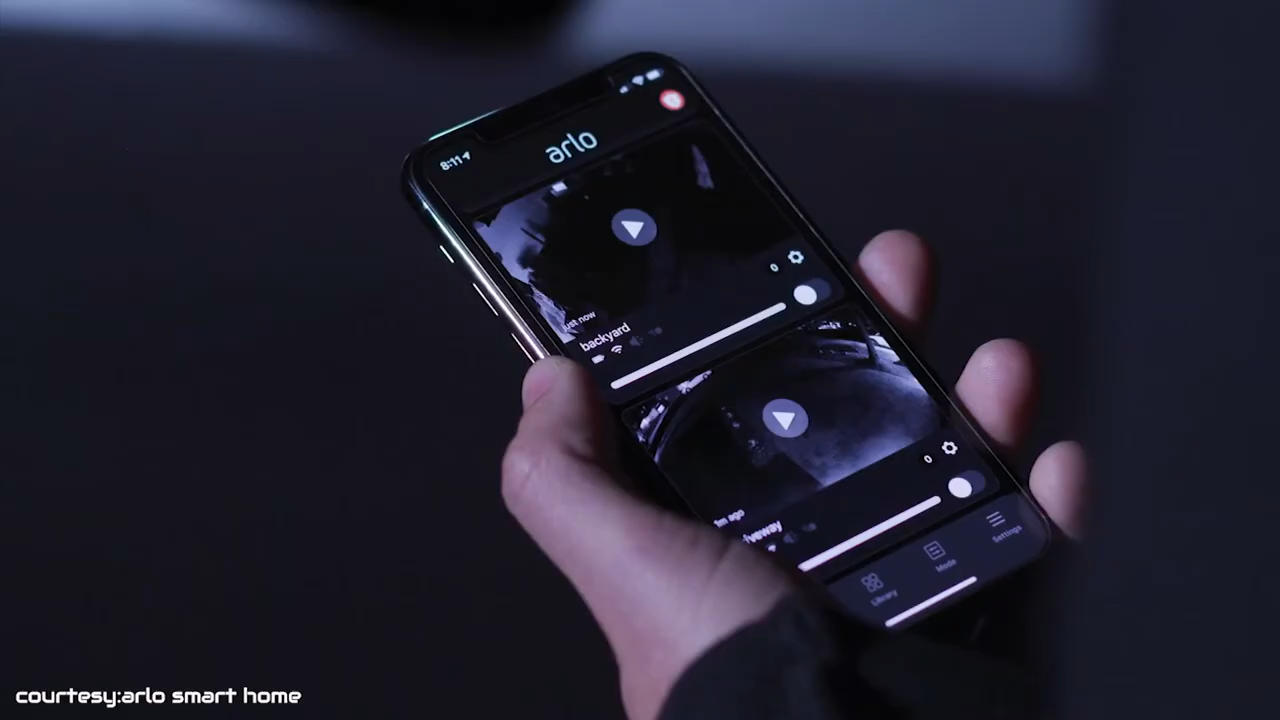 8:11
arlo
0
just now
backyard
0
1m ago
Library
Mode
Settings
courtesy:arlo smart home